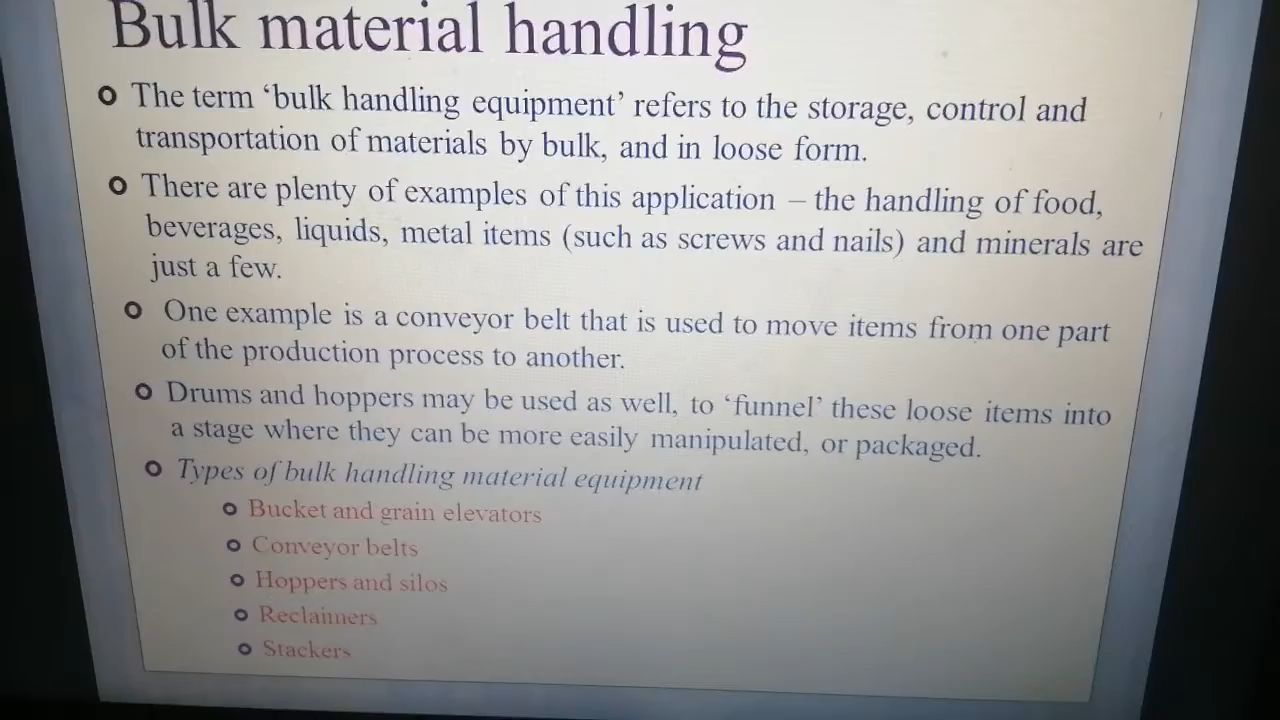 Bulk material handling
The term ‘bulk handling equipment’ refers to the storage, control and
transportation of materials by bulk, and in loose form.
There are plenty of examples of this application – the handling of food,
beverages, liquids, metal items (such as screws and nails) and minerals are
just a few.
One example is a conveyor belt that is used to move items from one part
of the production process to another.
Drums and hoppers may be used as well, to ‘funnel’ these loose items into
a stage where they can be more easily manipulated, or packaged.
Types of bulk handling material equipment
Bucket and grain elevators
Conveyor belts
Hoppers and silos
Reclaimers
Stackers